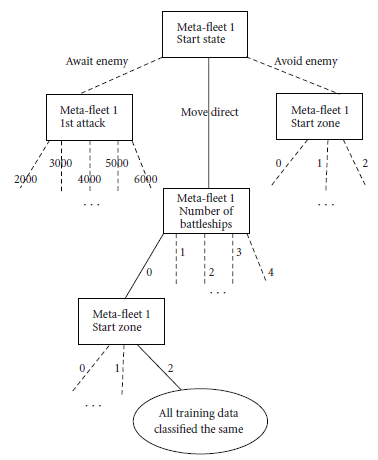 Meta-fleet 1
Start state
Await enemy
Avoid enemy
Move direct
Meta-fleet 1
1st attack
Meta-fleet 1
Start zone
2000
3000
4000
5000
6000
. . .
0
1
2
. . .
Meta-fleet 1
Number of
battleships
0
1
2
3
4
. . .
Meta-fleet 1
Start zone
0
1
2
. . .
All training data
classified the same